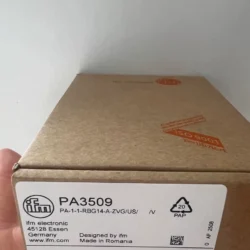 ifm
PA3509
PA-1-1-RBG14-A-ZVG/US/ /V
ifm electronic
45128 Essen
Germany
www.ifm.com
Designed by ifm
Made in Romania
20
PAP